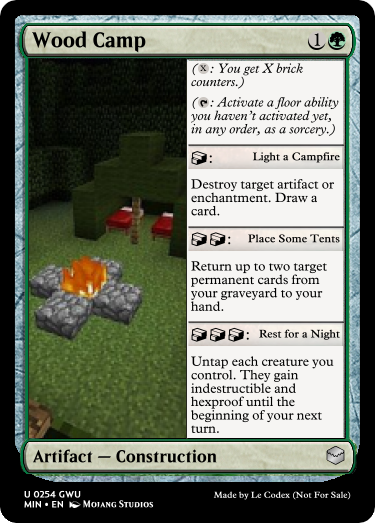 Wood Camp 1
(X: You get X brick
counters.)
(: Activate a floor ability
you haven't activated yet,
in any order, as a sorcery.)
: Light a Campfire
Destroy target artifact or
enchantment. Draw a
card.
: Place Some Tents
Return up to two target
permanent cards from
your graveyard to your
hand.
: Rest for a Night
Untap each creature you
control. They gain
indestructible and
hexproof until the
beginning of your next
turn.
Artifact — Construction
U 0254 GWU
MIN • EN Mojang Studios
Made by Le Codex (Not For Sale)